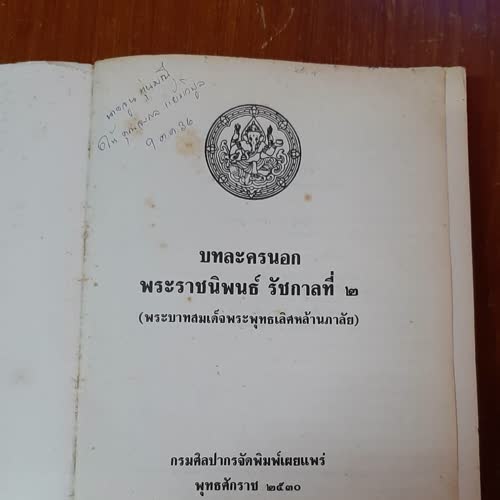 บทละครนอก
พระราชนิพนธ์ รัชกาลที่ ๒
(พระบาทสมเด็จพระพุทธเลิศหล้านภาลัย)
กรมศิลปากรจัดพิมพ์เผยแพร่
พุทธศักราช ๒๕๓๐